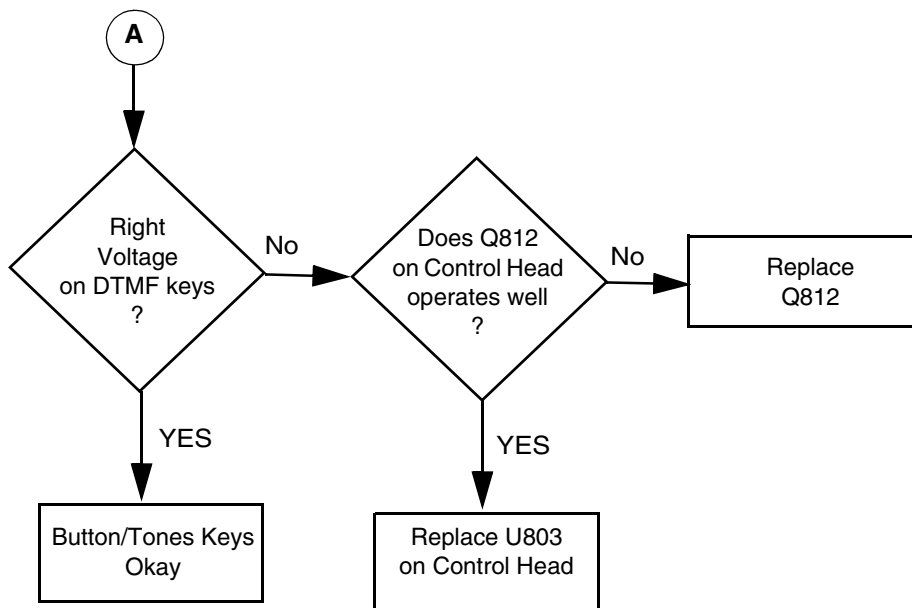 A
Right
Voltage
on DTMF keys
?
No
Does Q812
on Control Head
operates well
?
No
Replace
Q812
YES
YES
Button/Tones Keys
Okay
Replace U803
on Control Head